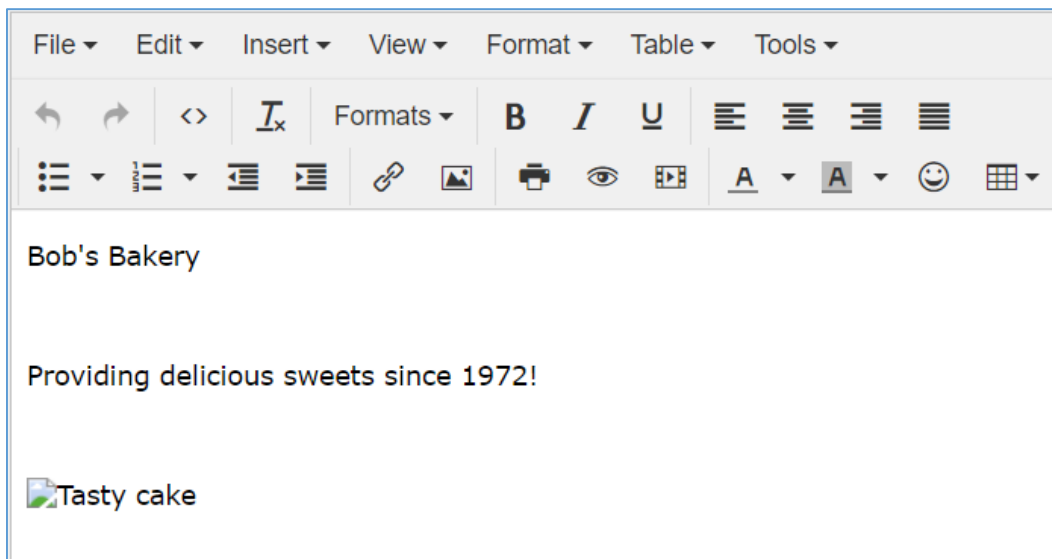 File Edit Insert View Format Table Tools
Formats B I U
A A
Bob's Bakery
Providing delicious sweets since 1972!
Tasty cake